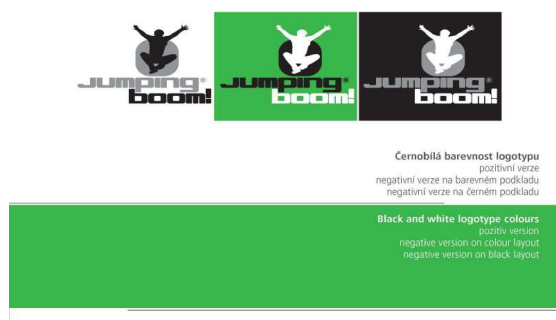 Jumping®
boom!
Jumping®
boom!
Jumping®
boom!
Černobílá barevnost logotypu
pozitivní verze
negativní verze na barevném podkladu
negativní verze na černém podkladu
Black and white logotype colours
pozitiv version
negative version on colour layout
negative version on black layout